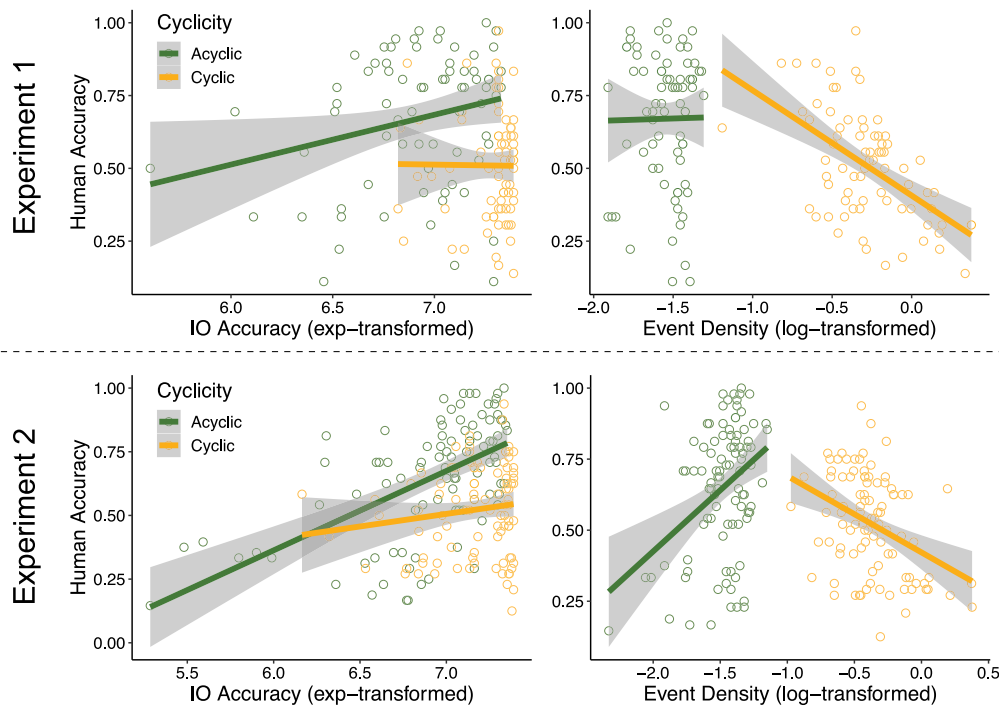 Experiment 1
Human Accuracy
1.00
0.75
0.50
0.25
Cyclicity
Acyclic
Cyclic
6.0 6.5 7.0
IO Accuracy (exp−transformed)
1.00
0.75
0.50
0.25
−2.0 −1.5 −1.0 −0.5 0.0
Event Density (log−transformed)
Experiment 2
Human Accuracy
1.00
0.75
0.50
0.25
0.00
Cyclicity
Acyclic
Cyclic
5.5 6.0 6.5 7.0
IO Accuracy (exp−transformed)
1.00
0.75
0.50
0.25
−2.0 −1.5 −1.0 −0.5 0.0 0.5
Event Density (log−transformed)